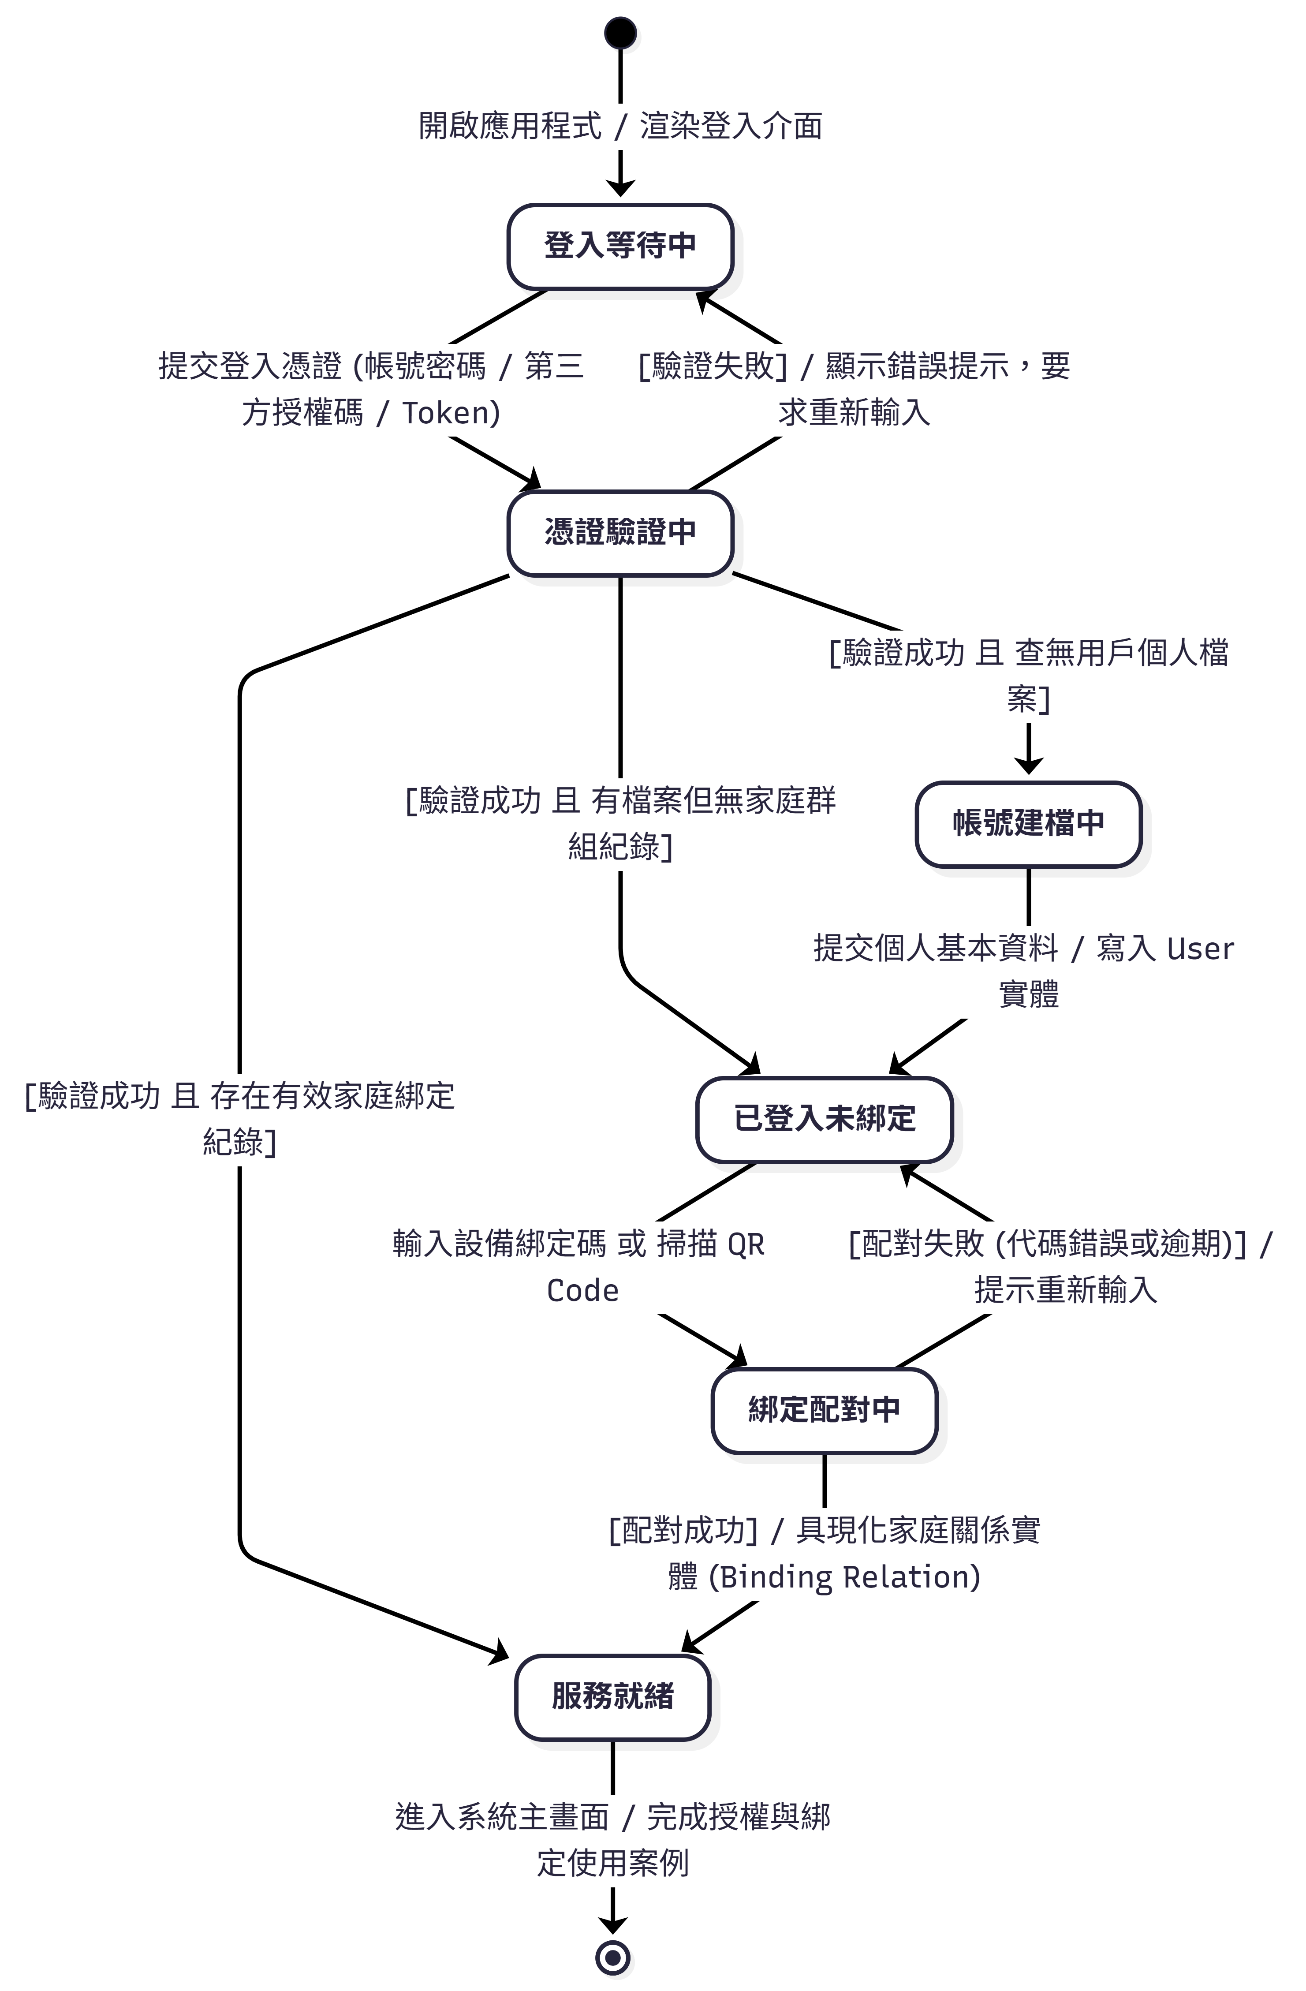 開啟應用程式 / 渲染登入介面
登入等待中
提交登入憑證 (帳號密碼 / 第三
方授權碼 / Token)
[驗證失敗] / 顯示錯誤提示，要
求重新輸入
憑證驗證中
[驗證成功 且 查無用戶個人檔
案]
[驗證成功 且 有檔案但無家庭群
組紀錄]
帳號建檔中
提交個人基本資料 / 寫入 User
實體
[驗證成功 且 存在有效家庭綁定
紀錄]
已登入未綁定
輸入設備綁定碼 或 掃描 QR
Code
[配對失敗 (代碼錯誤或逾期)] /
提示重新輸入
綁定配對中
[配對成功] / 具現化家庭關係實
體 (Binding Relation)
服務就緒
進入系統主畫面 / 完成授權與綁
定使用案例